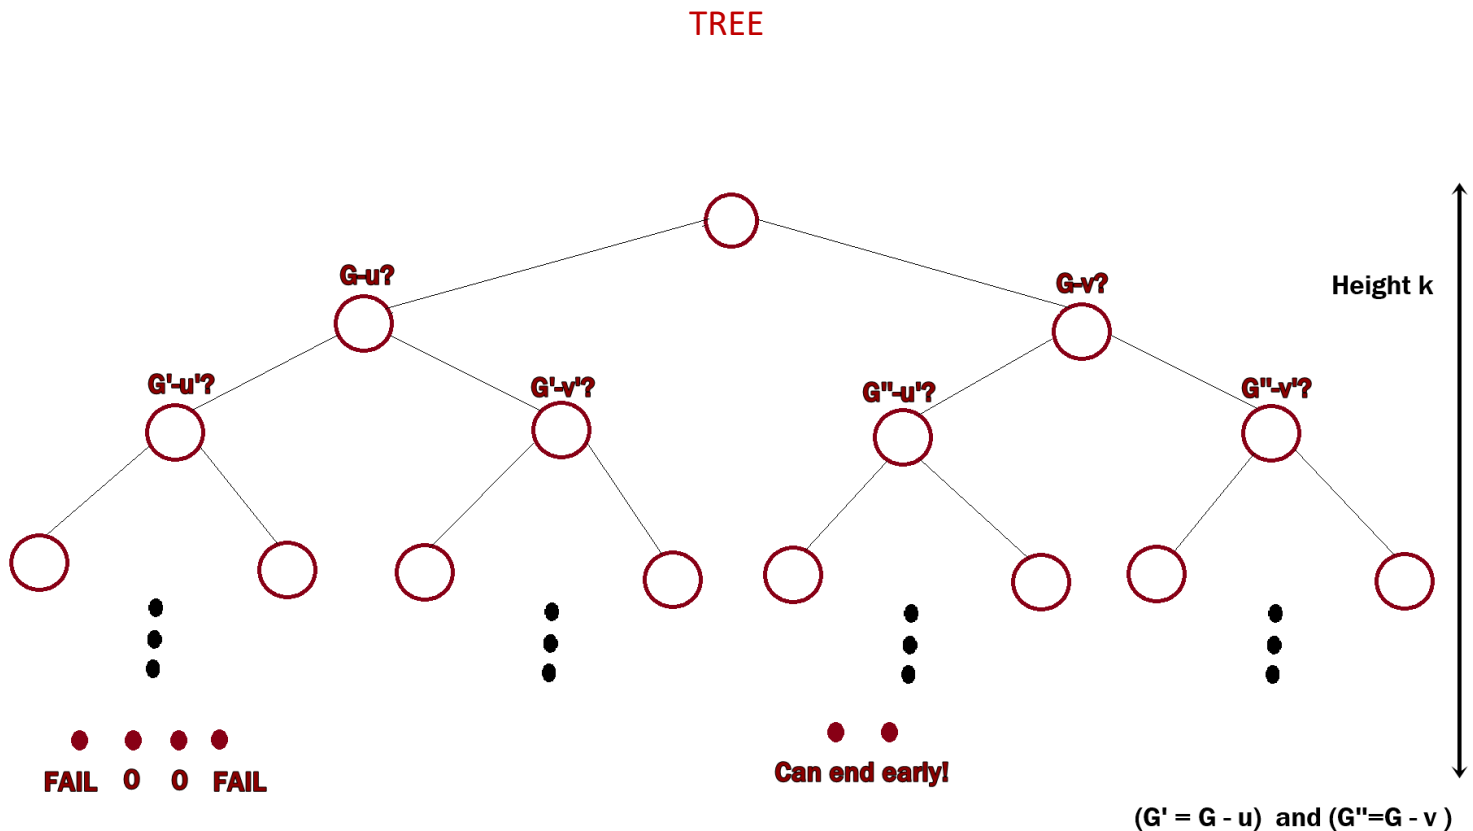 TREE
G-u?
G-v?
Height k
G'-u'?
G'-v'?
G"-u'?
G"-v'?
FAIL 0 0 FAIL
Can end early!
(G' = G - u) and (G"=G - v )